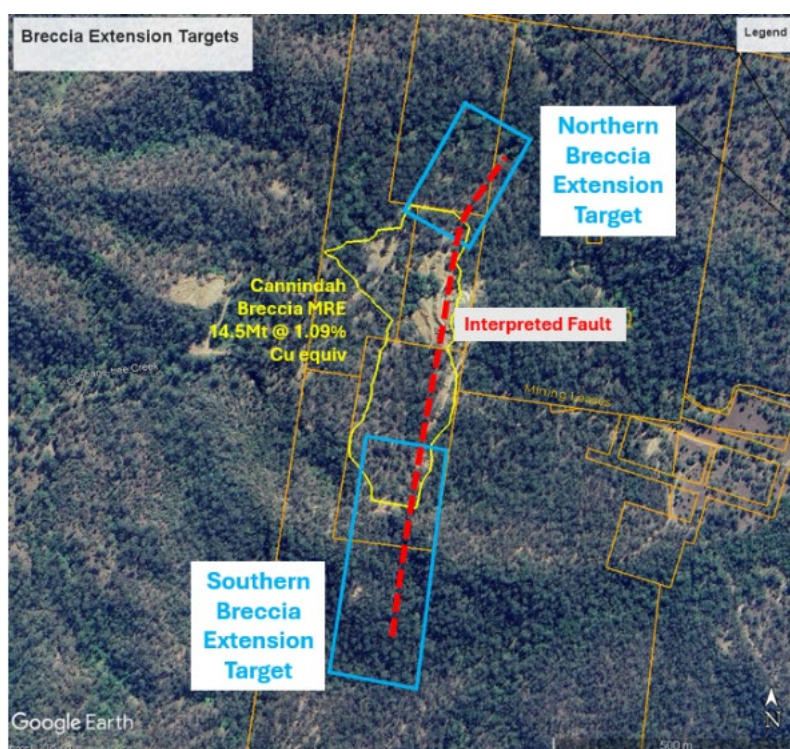 Breccia Extension Targets
Legend
Northern
Breccia
Extension
Target
Cannindah
Breccia MRE
14.5Mt @ 1.09%
Cu equiv
Interpreted Fault
Creek
Mining Leases
Southern
Breccia
Extension
Target
Google Earth
N
500 m